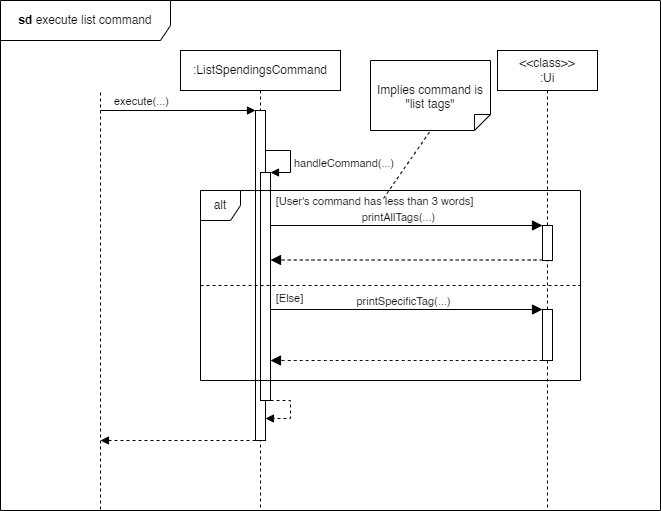 sd execute list command
:ListSpendingsCommand
<<class>>
:Ui
Implies command is
"list tags"
execute(...)
handleCommand(...)
alt
[User's command has less than 3 words]
printAllTags(...)
[Else]
printSpecificTag(...)